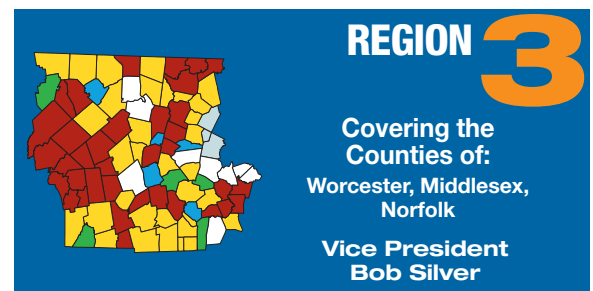 REGION 3
Covering the
Counties of:
Worcester, Middlesex,
Norfolk
Vice President
Bob Silver